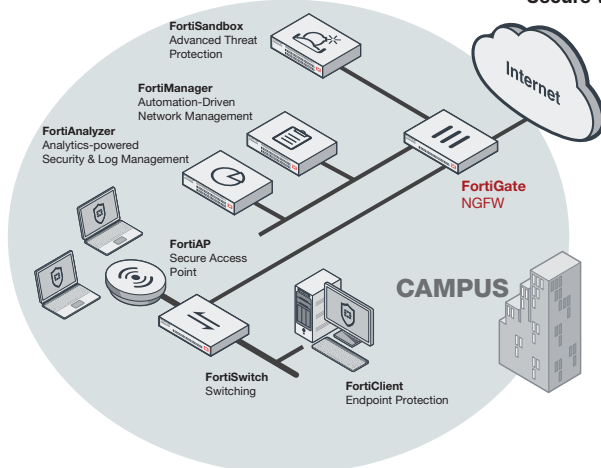 FortiSandbox
Advanced Threat
Protection
Internet
FortiManager
Automation-Driven
Network Management
FortiAnalyzer
Analytics-powered
Security & Log Management
FortiGate
NGFW
FortiAP
Secure Access
Point
CAMPUS
FortiSwitch
Switching
FortiClient
Endpoint Protection